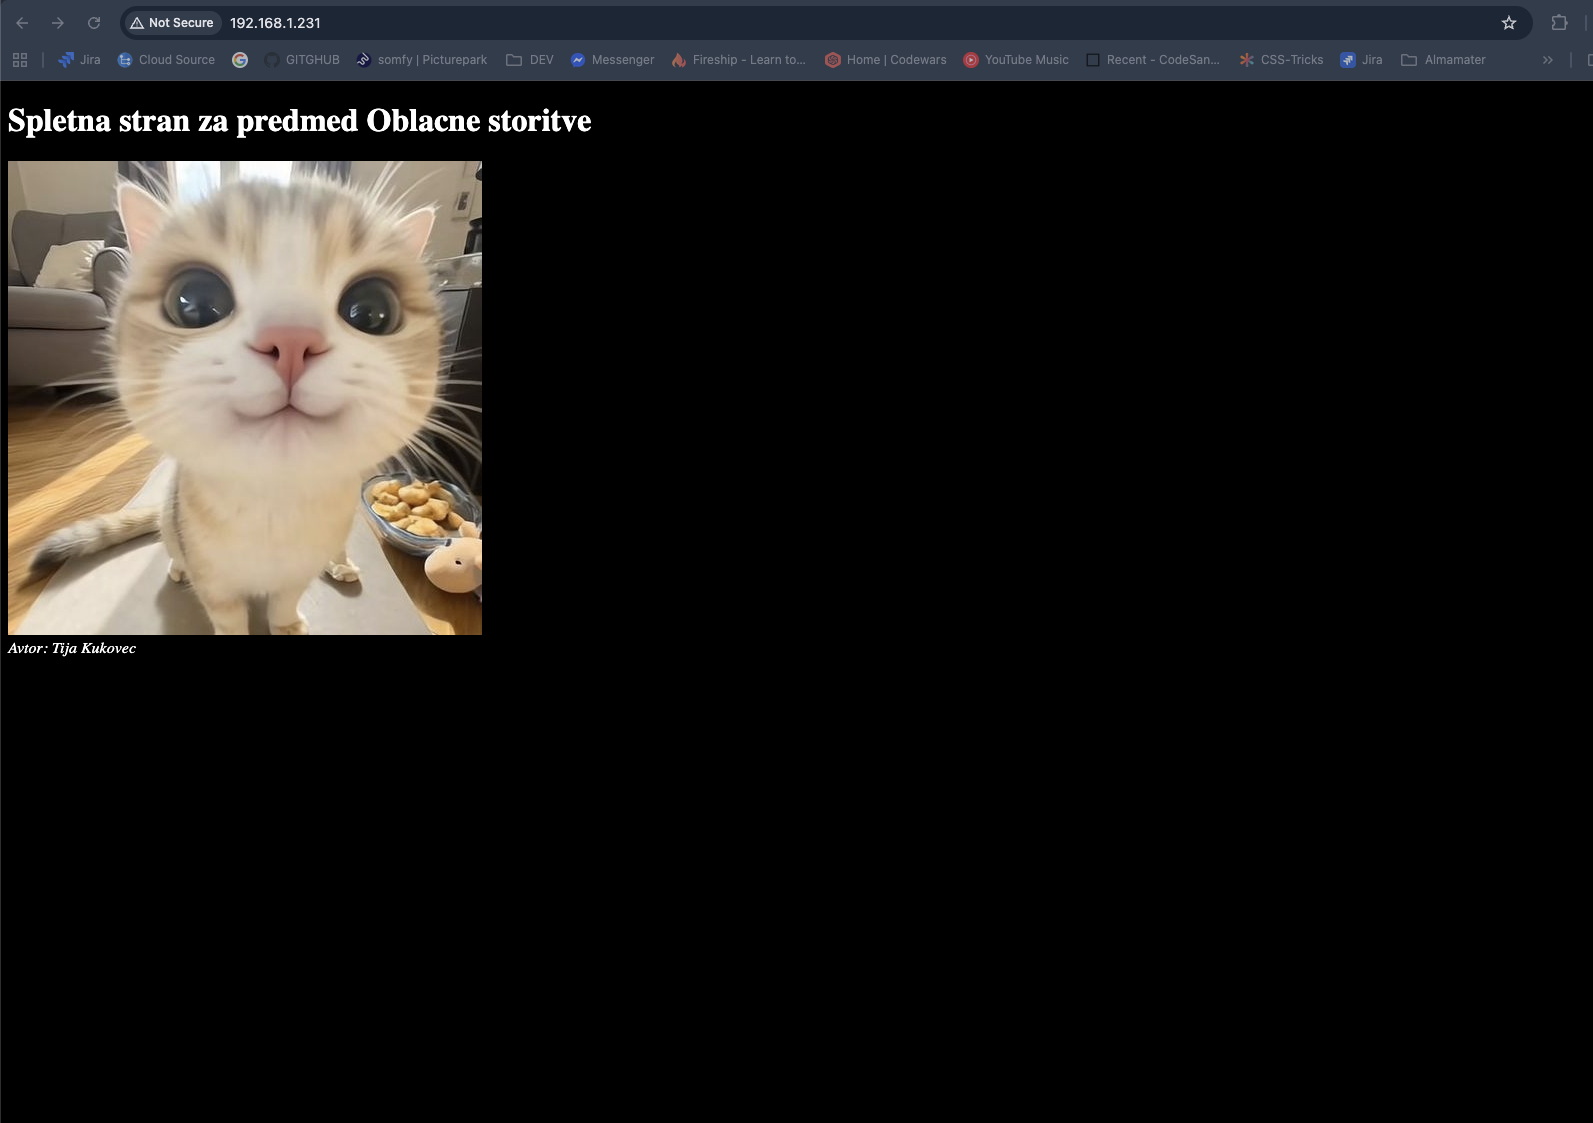 Not Secure 192.168.1.231
Jira Cloud Source GITGHUB somfy | Picturepark DEV Messenger Fireship - Learn to... Home | Codewars YouTube Music Recent - CodeSan... CSS-Tricks Jira Almamater
Spletna stran za predmed Oblacne storitve
Avtor: Tija Kukovec